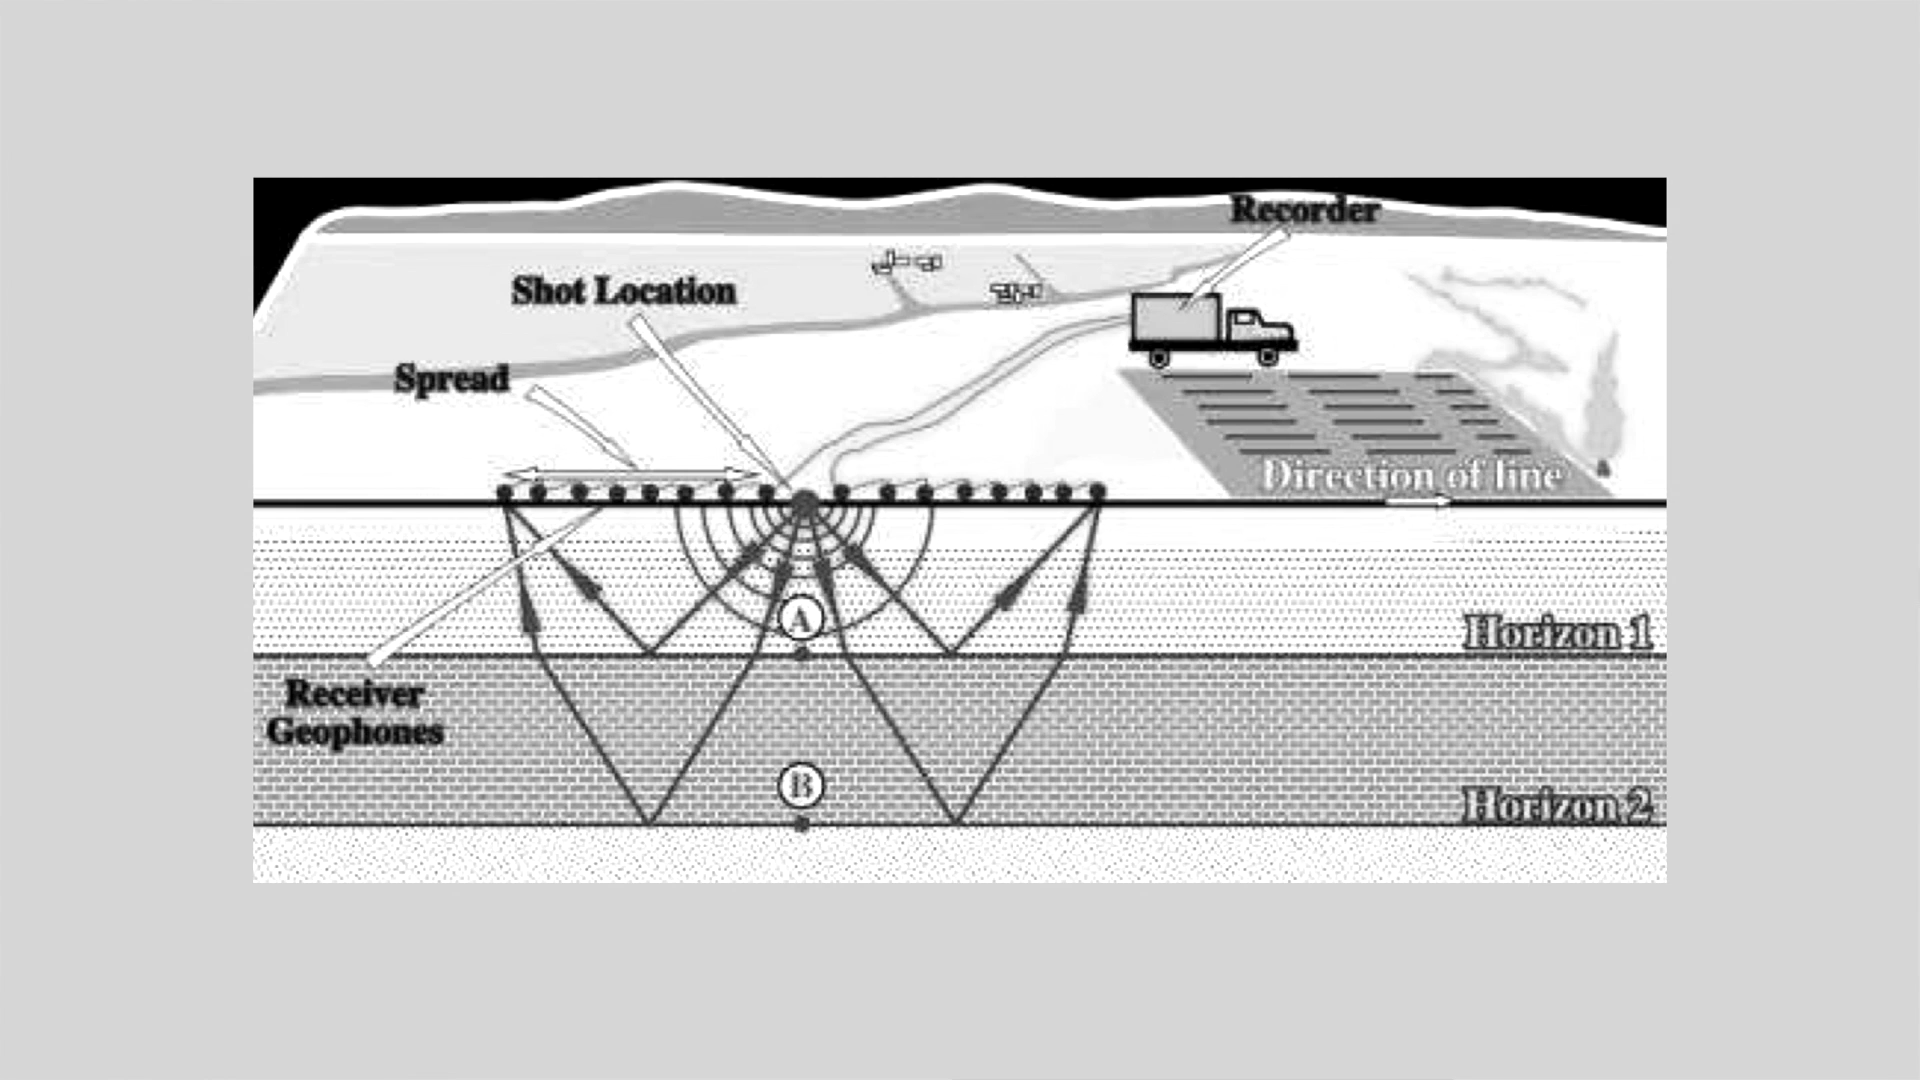 Recorder
Shot Location
Spread
Direction of line
A
Horizon 1
Receiver
Geophones
B
Horizon 2